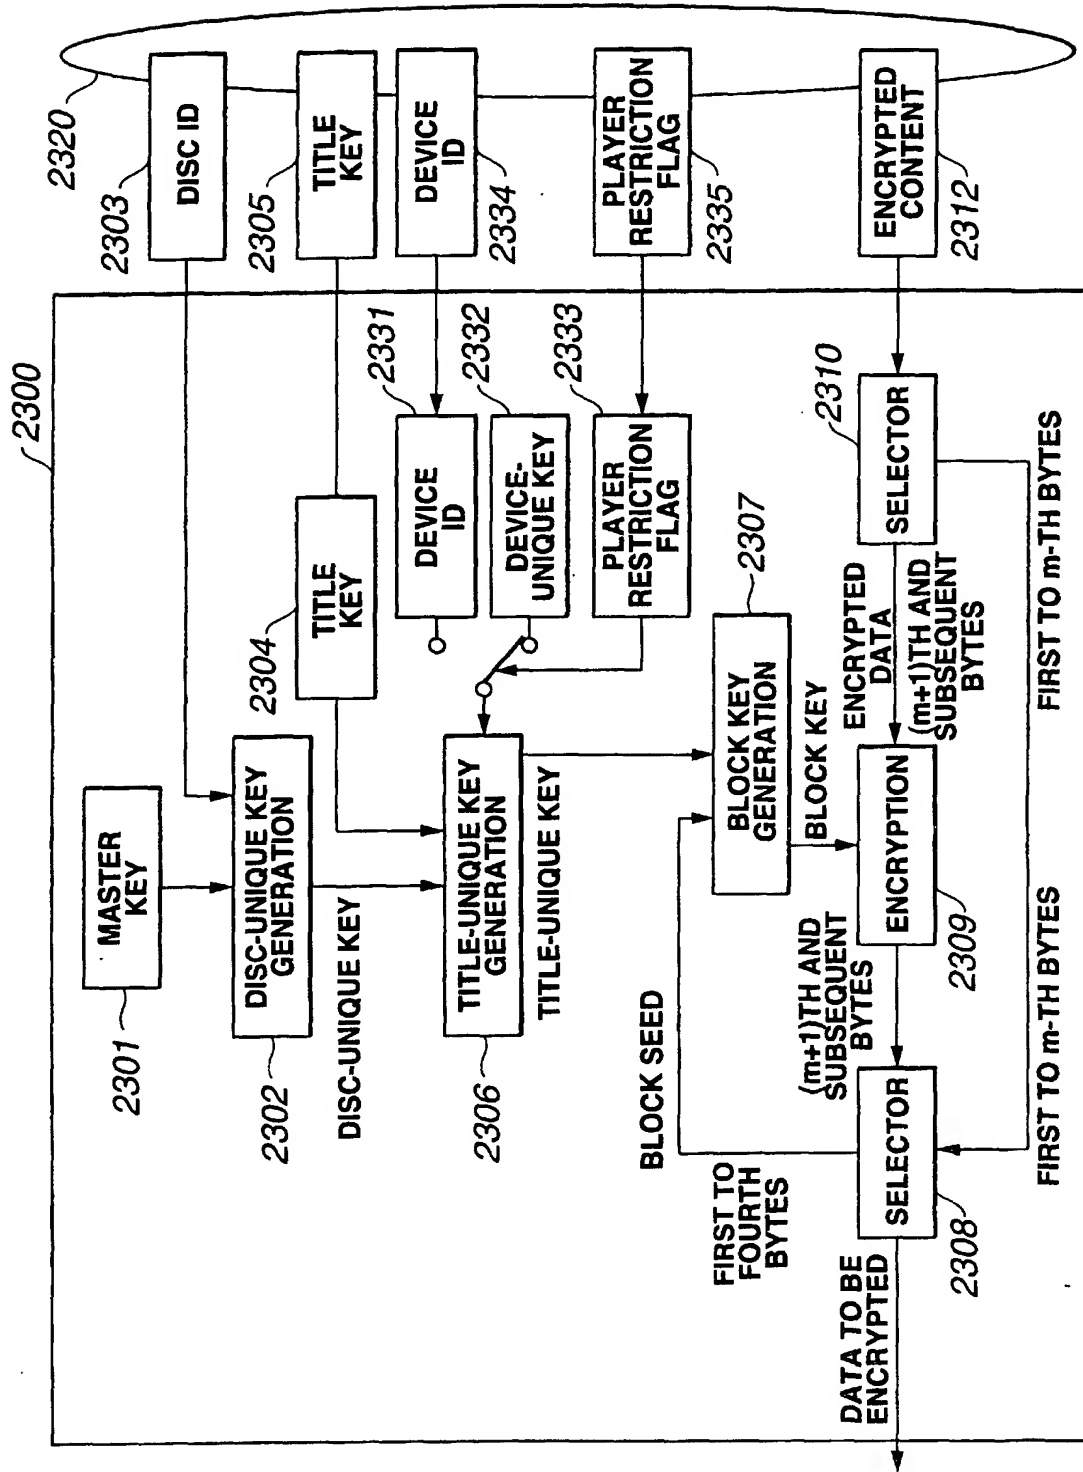 2300
2320
2303
DISC ID
2305
TITLE
KEY
DEVICE
ID
2334
PLAYER
RESTRICTION
FLAG
2335
ENCRYPTED
CONTENT
2312
MASTER
KEY
2301
DISC-UNIQUE KEY
GENERATION
2302
DISC-UNIQUE KEY
2304
TITLE
KEY
2331
DEVICE
ID
2332
DEVICE-
UNIQUE KEY
2333
PLAYER
RESTRICTION
FLAG
TITLE-UNIQUE KEY
GENERATION
2306
TITLE-UNIQUE KEY
2307
BLOCK KEY
GENERATION
BLOCK KEY
BLOCK SEED
2310
SELECTOR
ENCRYPTED
DATA
(m+1)TH AND
SUBSEQUENT
BYTES
FIRST TO m-TH BYTES
ENCRYPTION
2309
(m+1)TH AND
SUBSEQUENT
BYTES
FIRST TO m-TH BYTES
SELECTOR
2308
FIRST TO
FOURTH
BYTES
DATA TO BE
ENCRYPTED